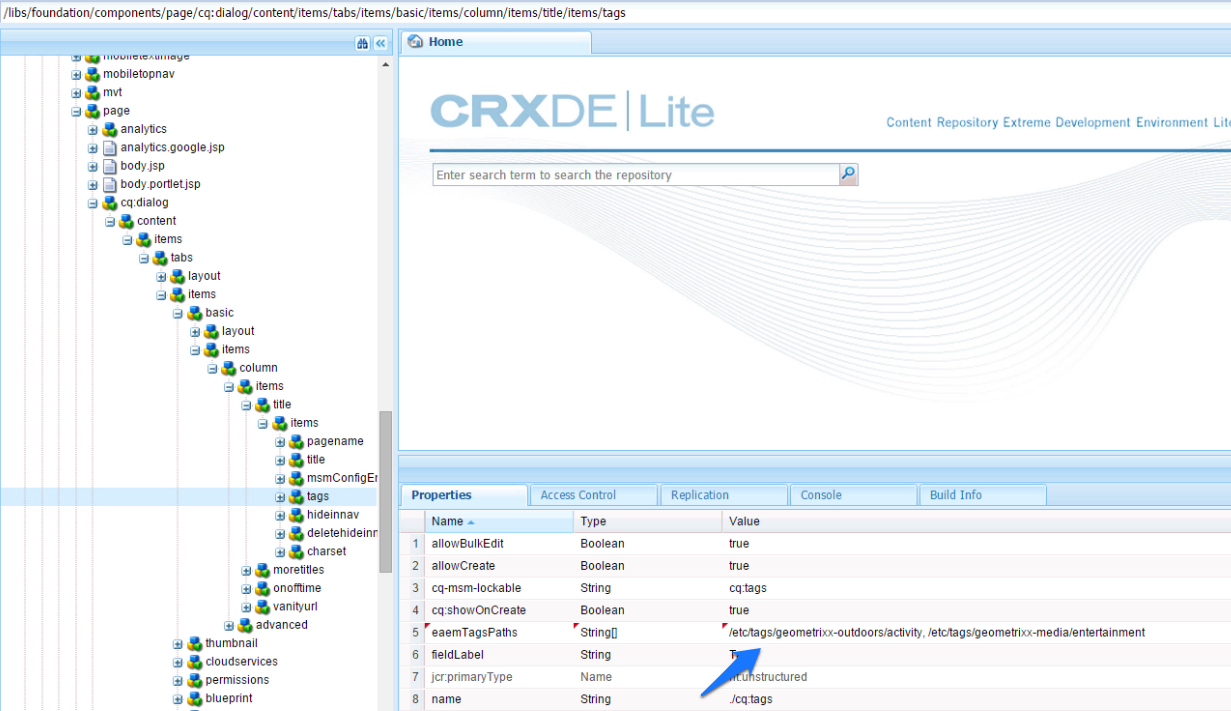 /libs/foundation/components/page/cq:dialog/content/items/tabs/items/basic/items/column/items/title/items/tags
Home
mobiletextimage
mobiletopnav
mvt
page
analytics
analytics.google.jsp
body.jsp
body.portlet.jsp
cq:dialog
content
items
tabs
layout
items
basic
layout
items
column
items
title
items
pagename
title
msmConfigEr
tags
hideinnav
deletehideinn
charset
moretitles
onofftime
vanityurl
advanced
thumbnail
cloudservices
permissions
blueprint
CRXDE Lite
Content Repository Extreme Development Environment Lite
Enter search term to search the repository
Properties Access Control Replication Console Build Info
Name Type Value
1 allowBulkEdit Boolean true
2 allowCreate Boolean true
3 cq-msm-lockable String cq:tags
4 cq:showOnCreate Boolean true
5 eaemTagsPaths String[] /etc/tags/geometrixx-outdoors/activity, /etc/tags/geometrixx-media/entertainment
6 fieldLabel String
7 jcr:primaryType Name nt:unstructured
8 name String ./cq:tags